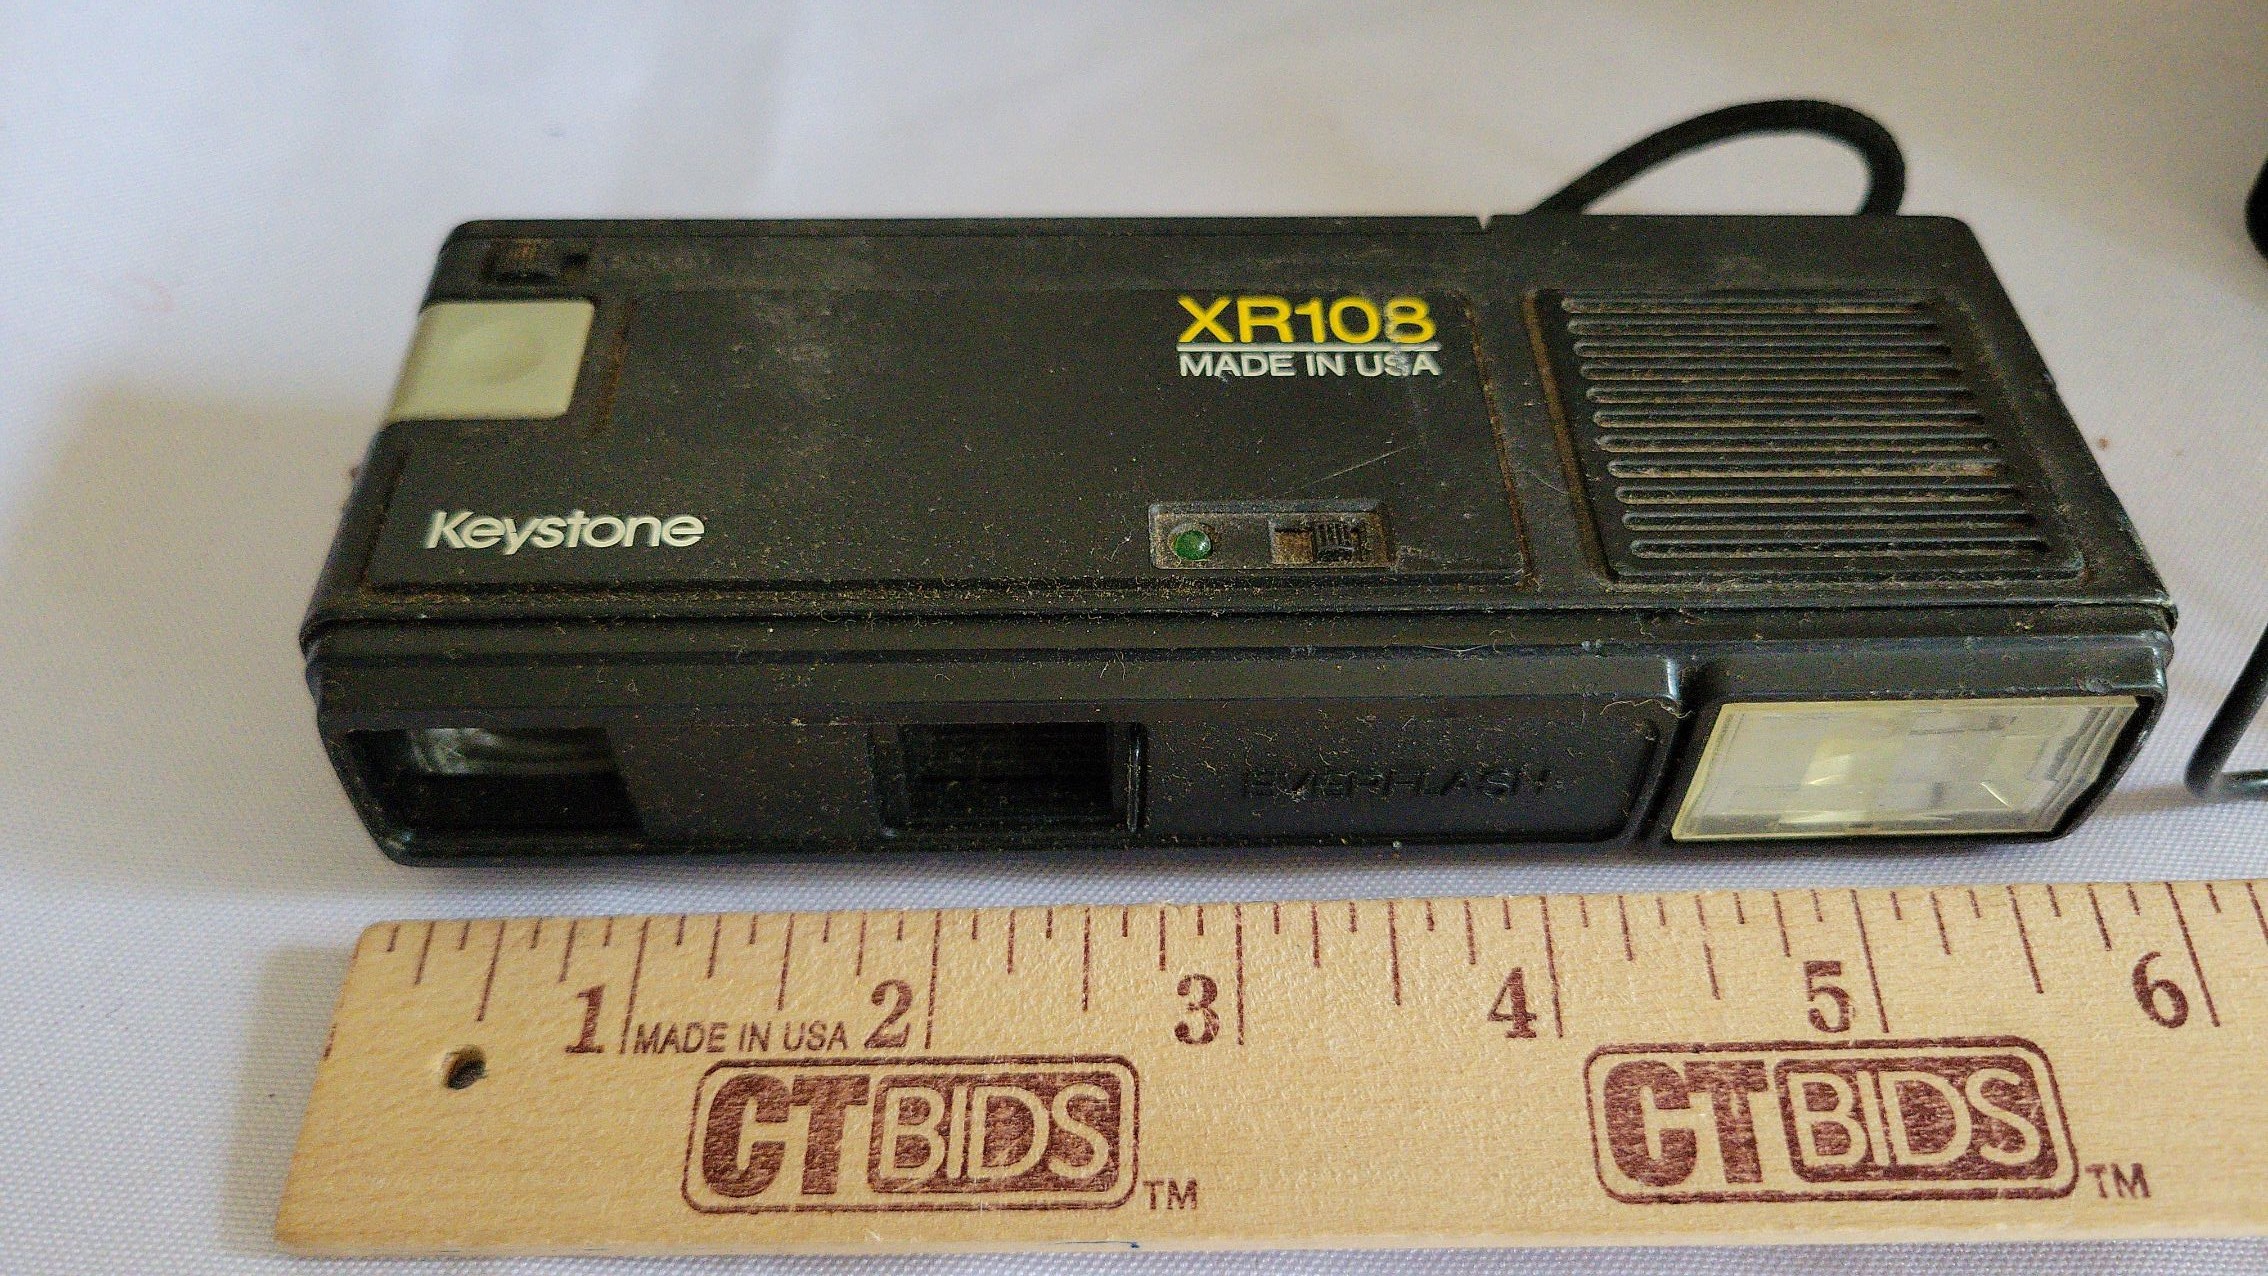 XR108
MADE IN USA
Keystone
EVERFLASH
1 2 3 4 5 6
MADE IN USA
CTBIDS TM
CTBIDS TM